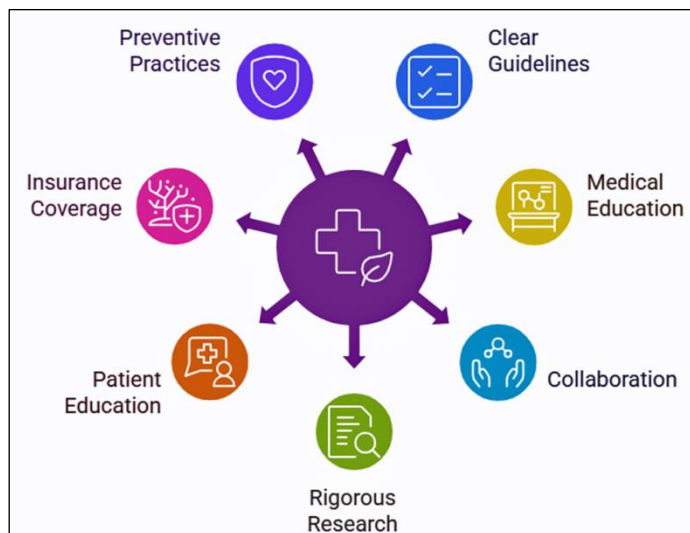 Preventive
Practices
Clear
Guidelines
Insurance
Coverage
Medical
Education
Patient
Education
Collaboration
Rigorous
Research